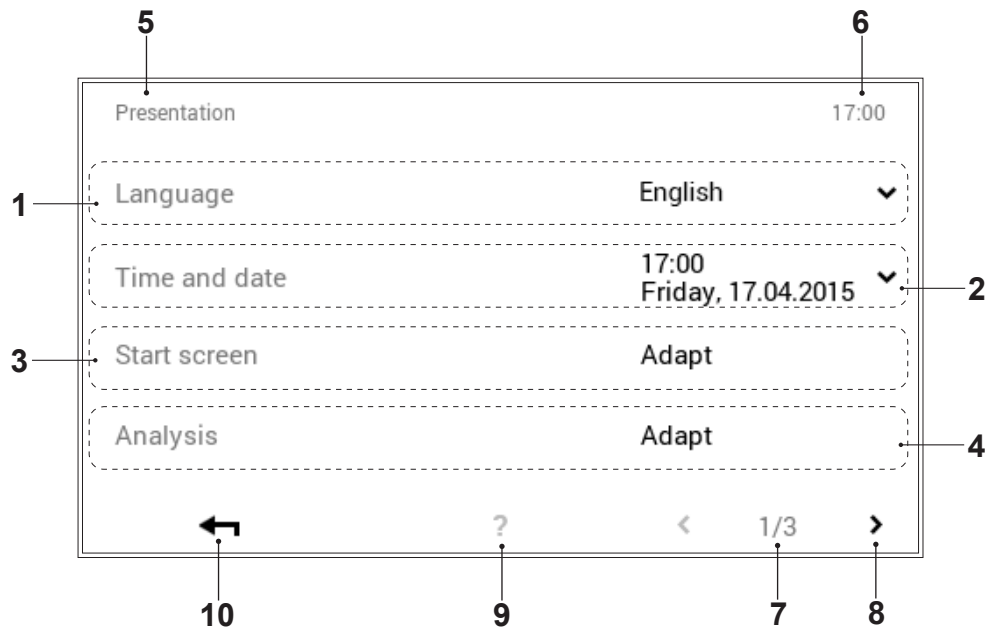 5 6
Presentation 17:00
1 Language English
Time and date 17:00
Friday, 17.04.2015 2
3 Start screen Adapt
Analysis Adapt 4
? 1/3
10 9 7 8